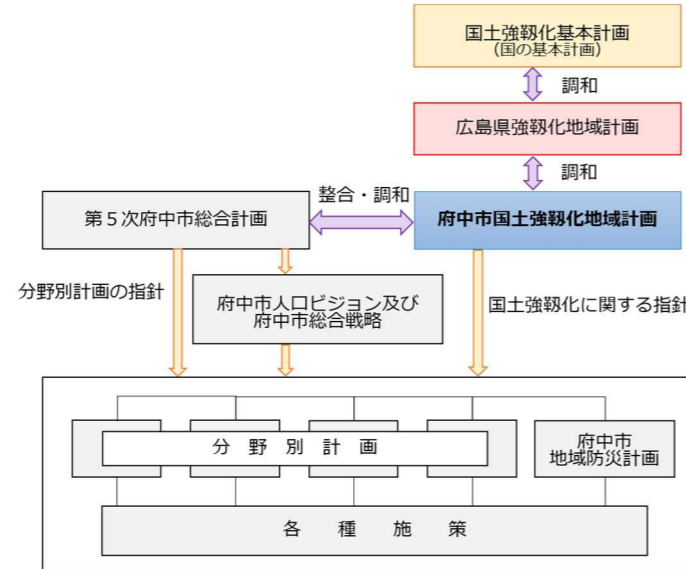 国土強靱化基本計画
(国の基本計画)
調和
広島県強靱化地域計画
調和
整合・調和
第５次府中市総合計画
府中市国土強靱化地域計画
分野別計画の指針
府中市人口ビジョン及び
府中市総合戦略
国土強靱化に関する指針
分　野　別　計　画
府中市
地域防災計画
各　種　施　策